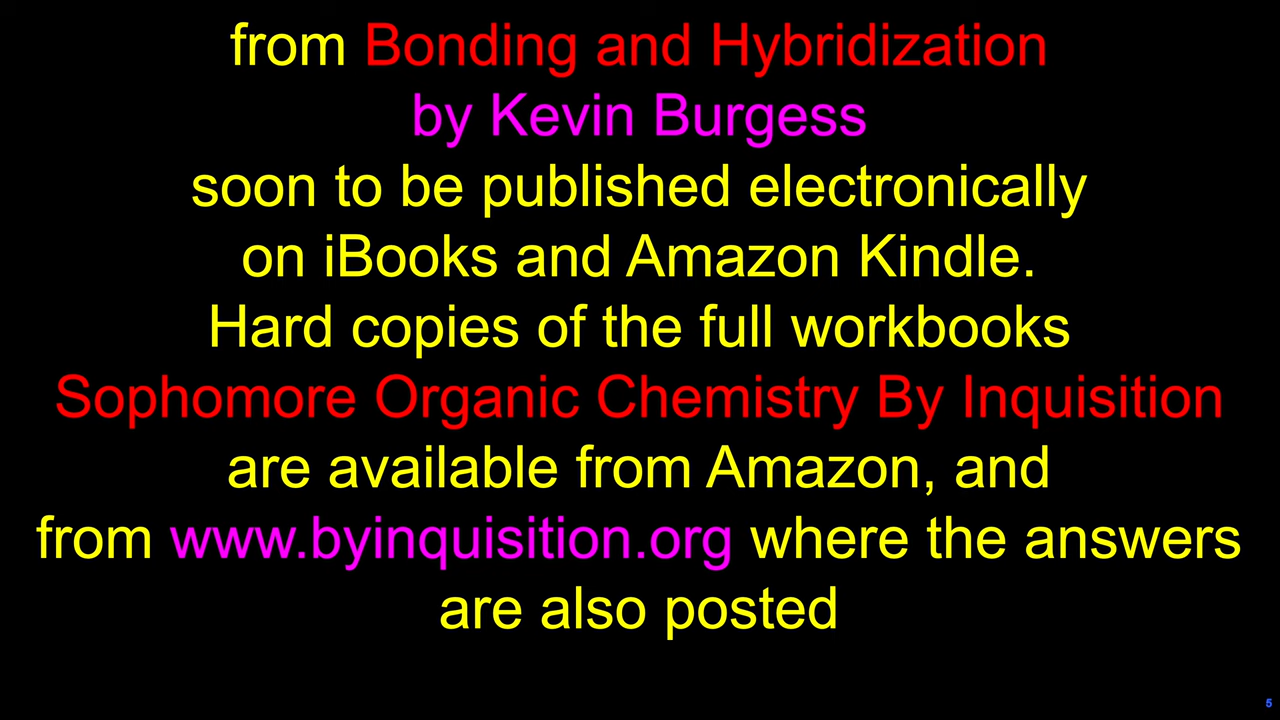 from Bonding and Hybridization
by Kevin Burgess
soon to be published electronically
on iBooks and Amazon Kindle.
Hard copies of the full workbooks
Sophomore Organic Chemistry By Inquisition
are available from Amazon, and
from www.byinquisition.org where the answers
are also posted
5